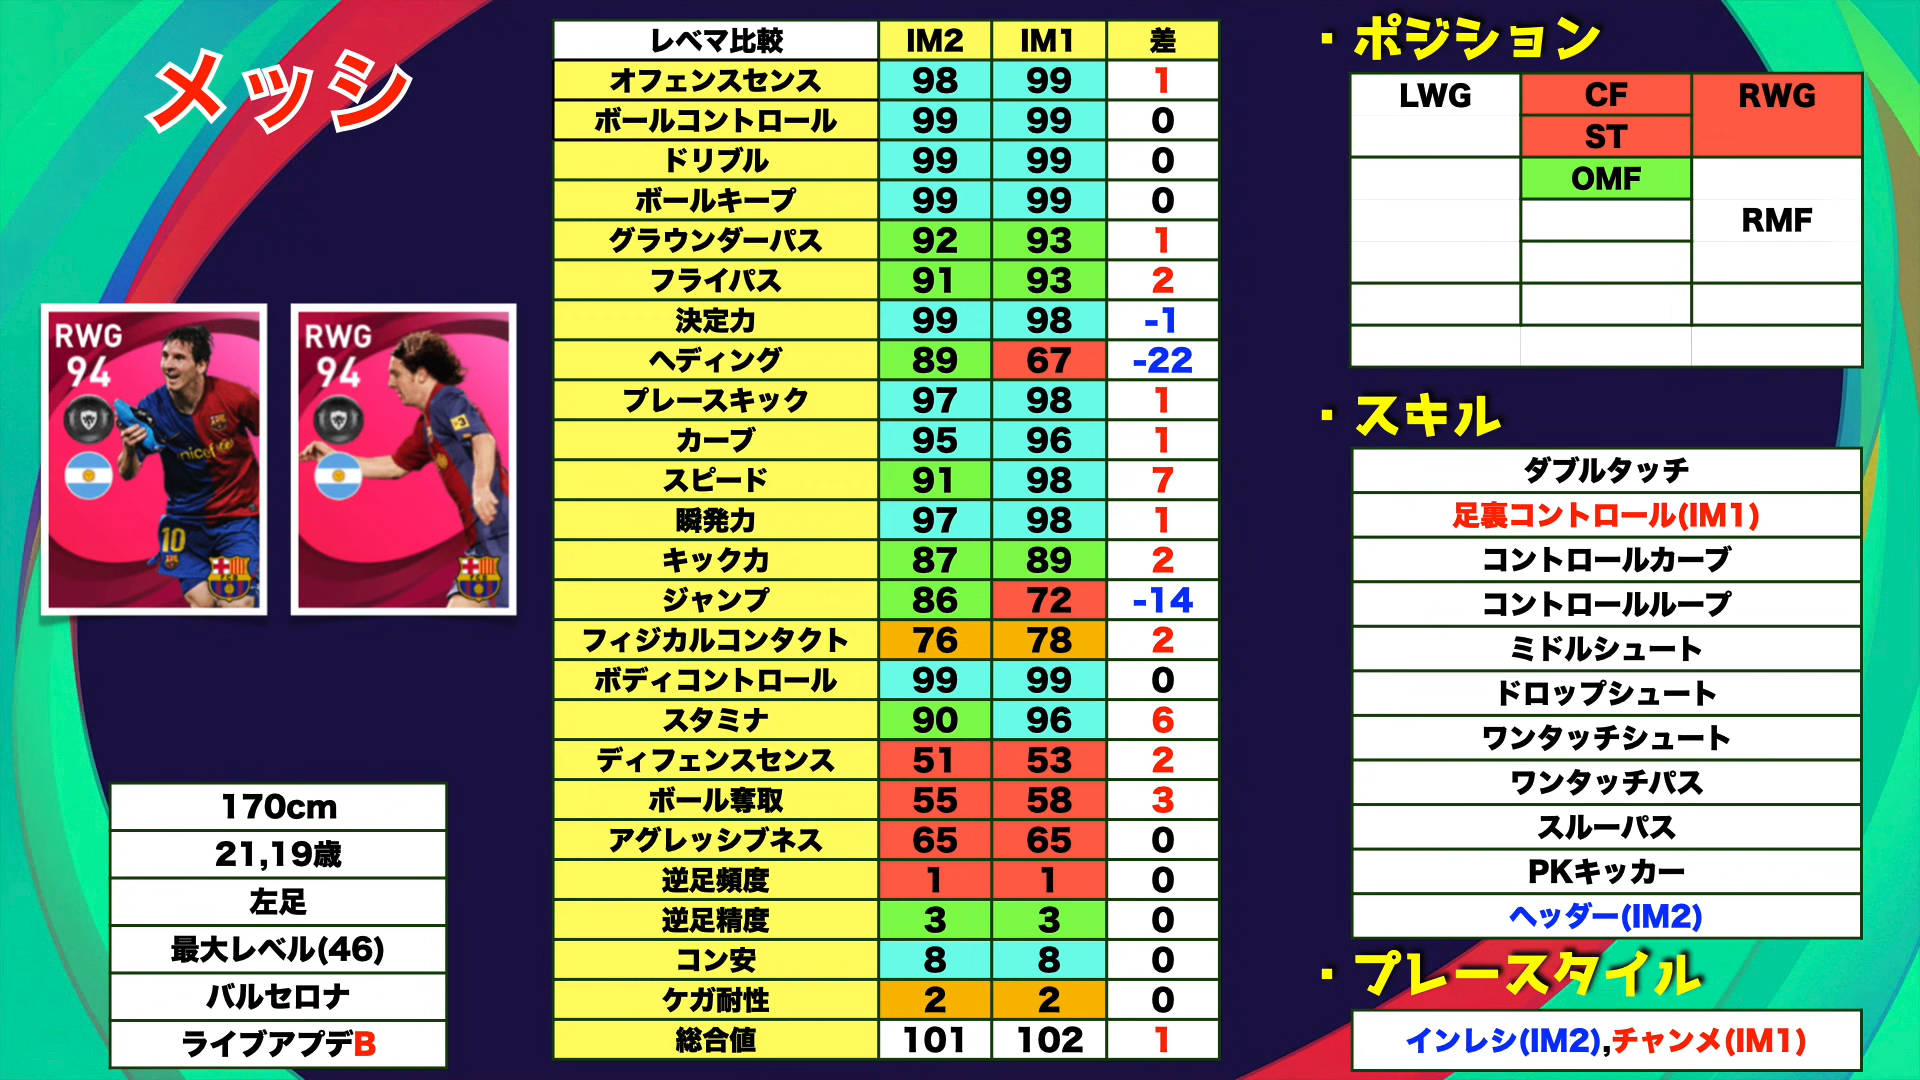 メッシ
RWG
94
unicef
10
FCB
RWG
94
FCB
170cm
21,19歳
左足
最大レベル(46)
バルセロナ
ライブアプデB
レベマ比較 IM2 IM1 差
オフェンスセンス 98 99 1
ボールコントロール 99 99 0
ドリブル 99 99 0
ボールキープ 99 99 0
グラウンダーパス 92 93 1
フライパス 91 93 2
決定力 99 98 -1
ヘディング 89 67 -22
プレースキック 97 98 1
カーブ 95 96 1
スピード 91 98 7
瞬発力 97 98 1
キック力 87 89 2
ジャンプ 86 72 -14
フィジカルコンタクト 76 78 2
ボディコントロール 99 99 0
スタミナ 90 96 6
ディフェンスセンス 51 53 2
ボール奪取 55 58 3
アグレッシブネス 65 65 0
逆足頻度 1 1 0
逆足精度 3 3 0
コン安 8 8 0
ケガ耐性 2 2 0
総合値 101 102 1
・ポジション
LWG CF RWG
ST
OMF
RMF
・スキル
ダブルタッチ
足裏コントロール(IM1)
コントロールカーブ
コントロールループ
ミドルシュート
ドロップシュート
ワンタッチシュート
ワンタッチパス
スルーパス
PKキッカー
ヘッダー(IM2)
・プレースタイル
インレシ(IM2),チャンメ(IM1)